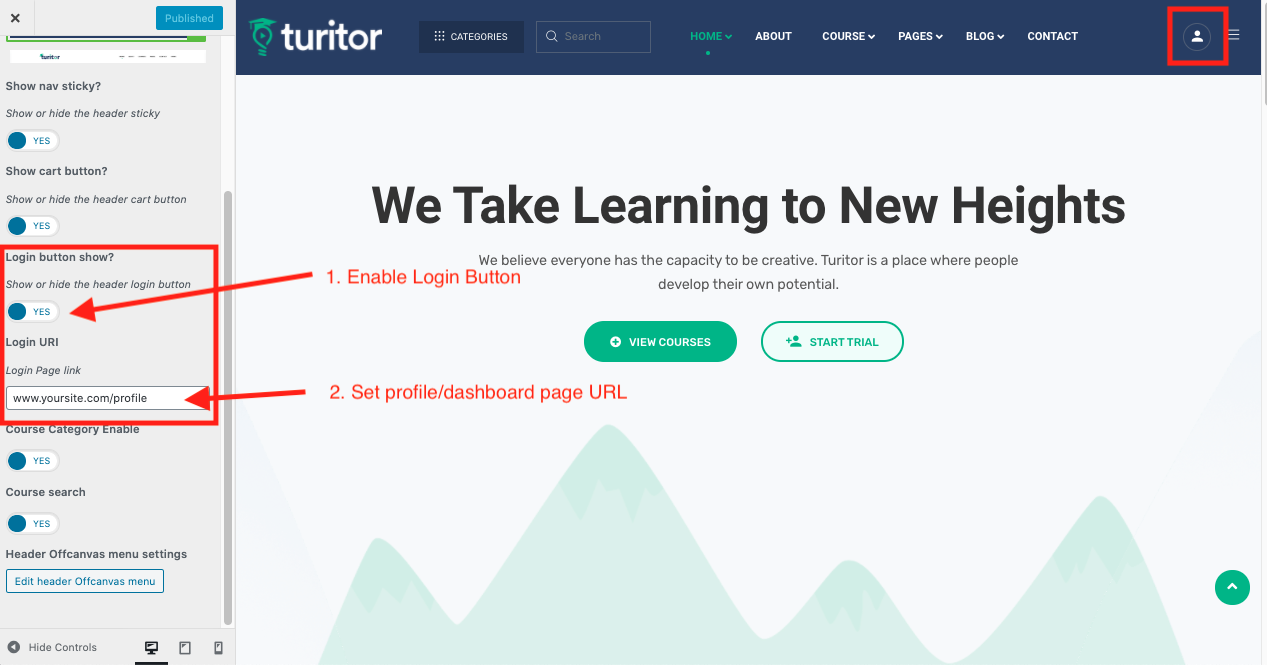 Published
turitor
Show nav sticky?
Show or hide the header sticky
YES
Show cart button?
Show or hide the header cart button
YES
Login button show?
Show or hide the header login button
YES
Login URI
Login Page link
www.yoursite.com/profile
Course Category Enable
YES
Course search
YES
Header Offcanvas menu settings
Edit header Offcanvas menu
Hide Controls
turitor
CATEGORIES
Search
HOME
ABOUT
COURSE
PAGES
BLOG
CONTACT
We Take Learning to New Heights
We believe everyone has the capacity to be creative. Turitor is a place where people
develop their own potential.
1. Enable Login Button
VIEW COURSES
START TRIAL
2. Set profile/dashboard page URL